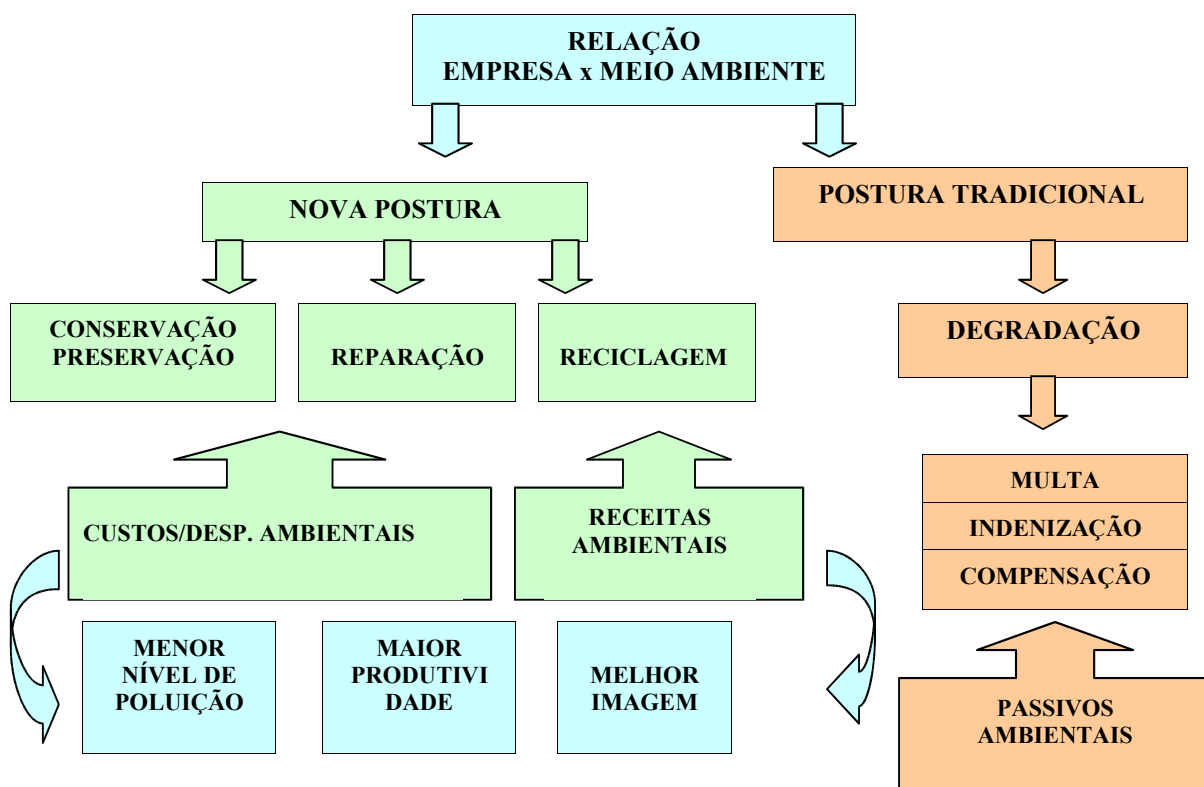 RELAÇÃO
EMPRESA x MEIO AMBIENTE
NOVA POSTURA
POSTURA TRADICIONAL
CONSERVAÇÃO
PRESERVAÇÃO
REPARAÇÃO
RECICLAGEM
DEGRADAÇÃO
CUSTOS/DESP. AMBIENTAIS
RECEITAS
AMBIENTAIS
MULTA
INDENIZAÇÃO
COMPENSAÇÃO
MENOR
NÍVEL DE
POLUIÇÃO
MAIOR
PRODUTIVI
DADE
MELHOR
IMAGEM
PASSIVOS
AMBIENTAIS